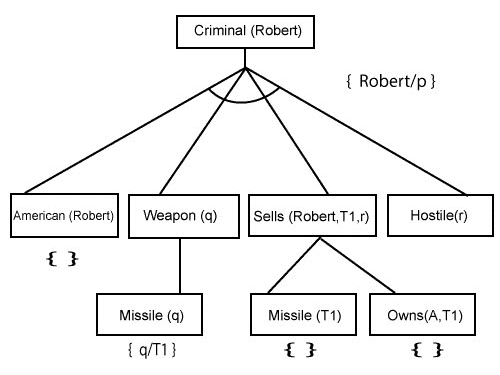 Criminal (Robert)
{ Robert/p }
American (Robert)
Weapon (q)
Sells (Robert,T1,r)
Hostile(r)
{ }
Missile (q)
Missile (T1)
Owns(A,T1)
{ q/T1 }
{ }
{ }